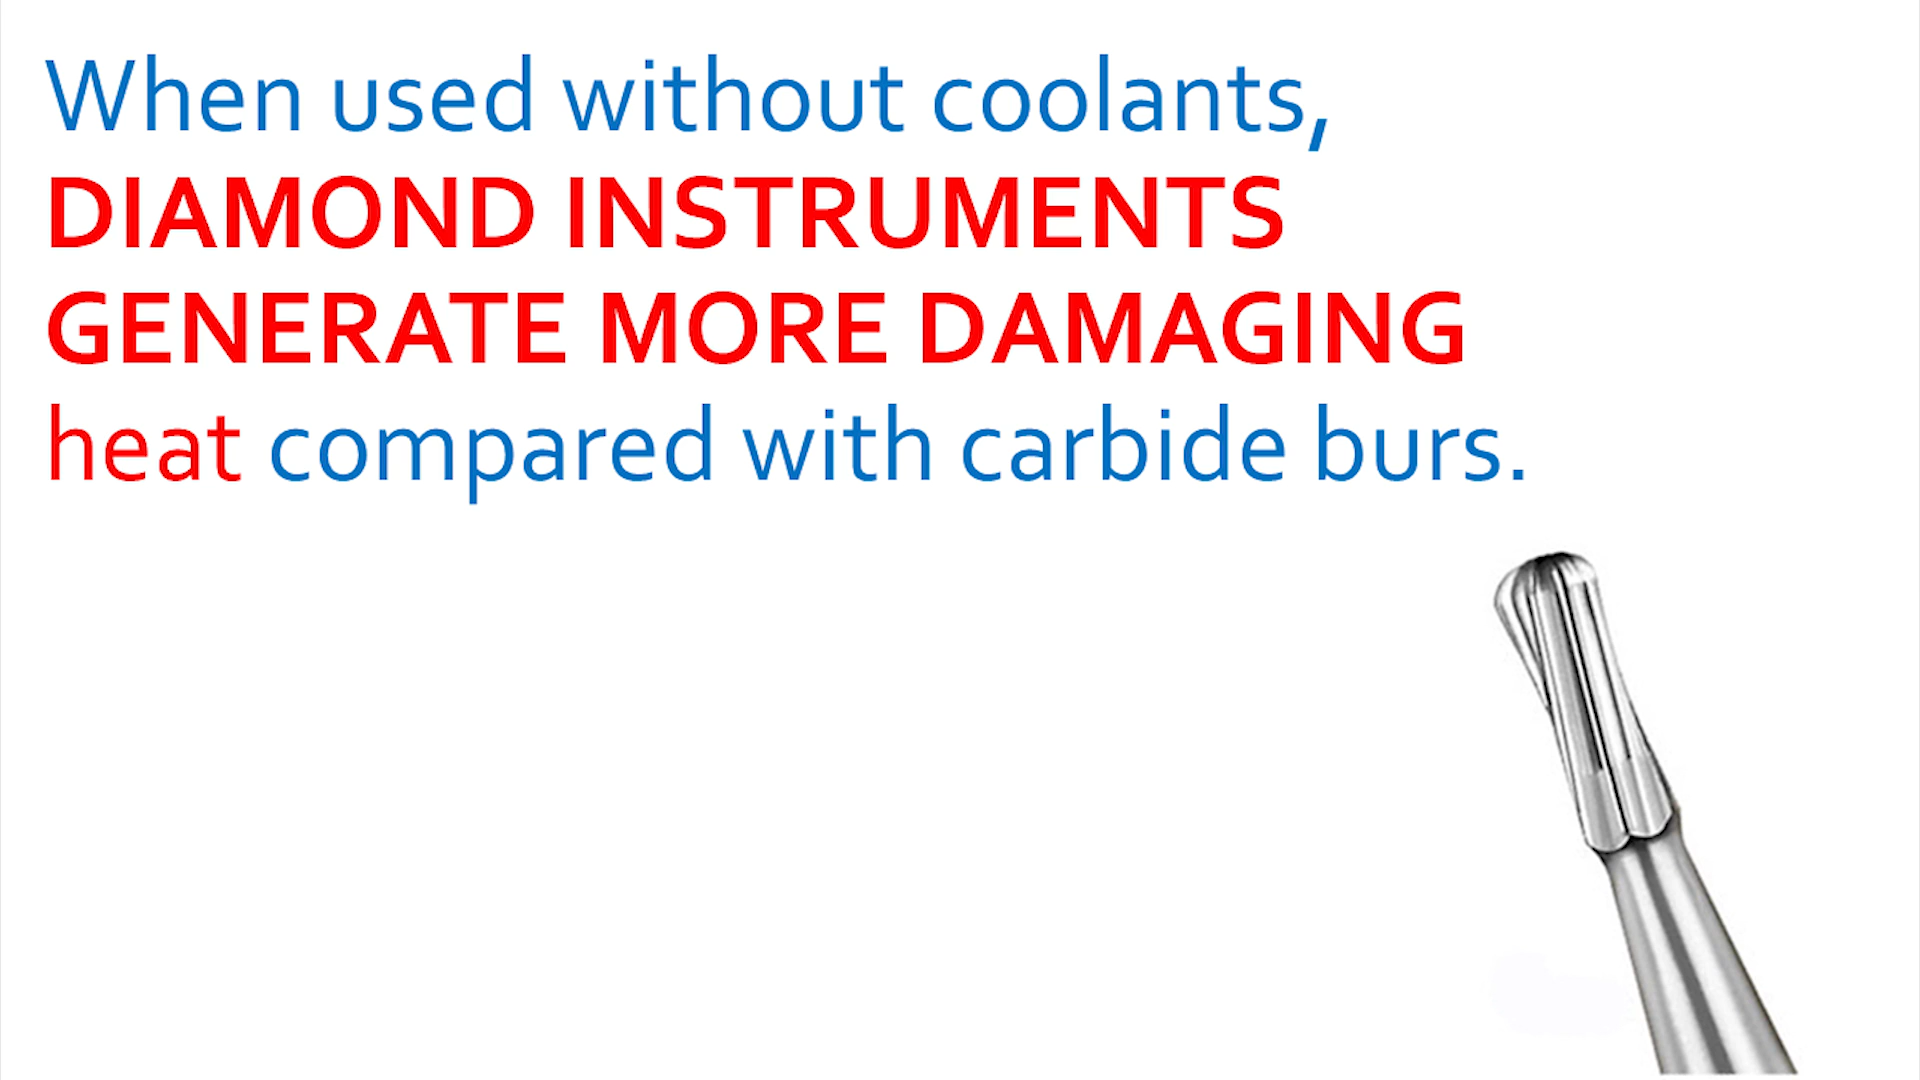 When used without coolants,
DIAMOND INSTRUMENTS
GENERATE MORE DAMAGING
heat compared with carbide burs.